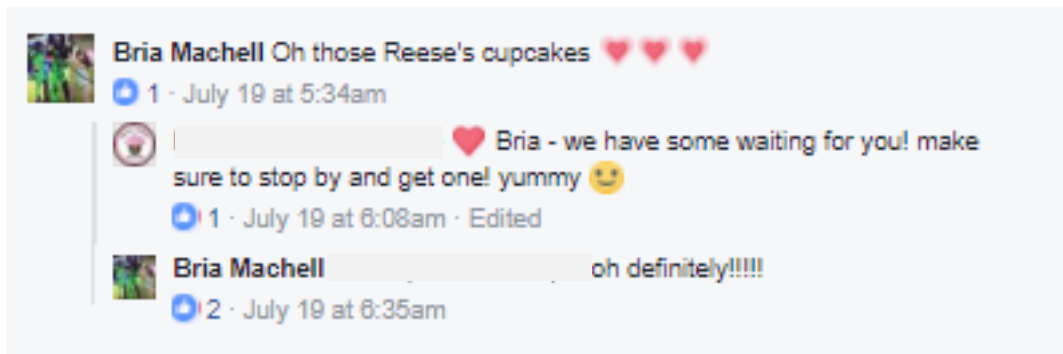 Bria Machell Oh those Reese's cupcakes ❤❤❤
1 · July 19 at 5:34am
❤ Bria - we have some waiting for you! make
sure to stop by and get one! yummy 😉
1 · July 19 at 6:08am · Edited
Bria Machell oh definitely!!!!!
2 · July 19 at 6:35am